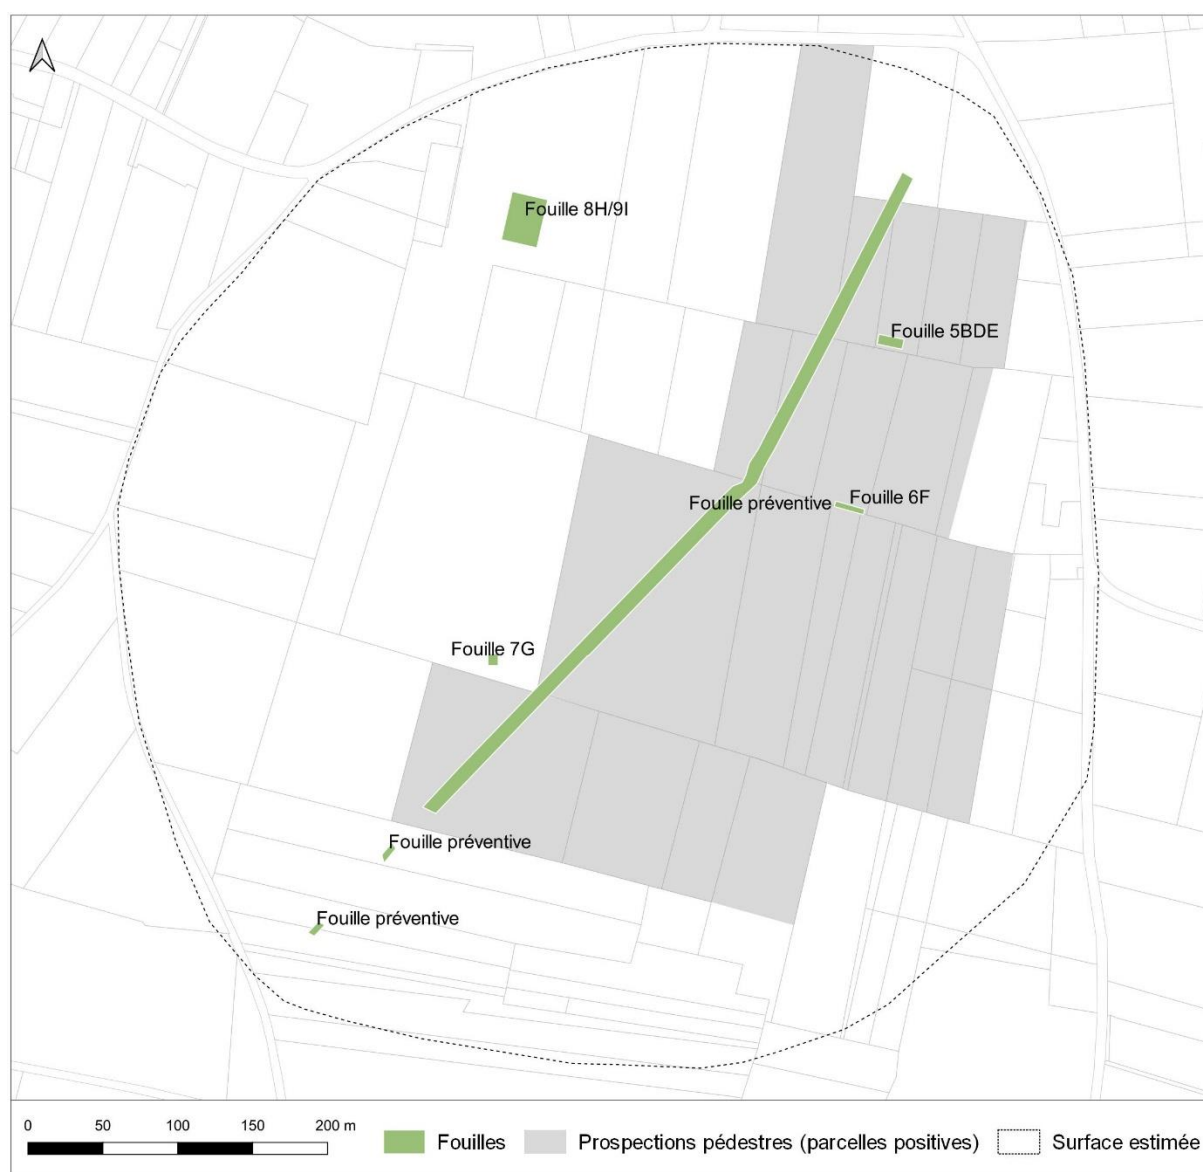 Fouille 8H/9I
Fouille 5BDE
Fouille préventive
Fouille 6F
Fouille 7G
Fouille préventive
Fouille préventive
0 50 100 150 200 m
Fouilles
Prospections pédestres (parcelles positives)
Surface estimée